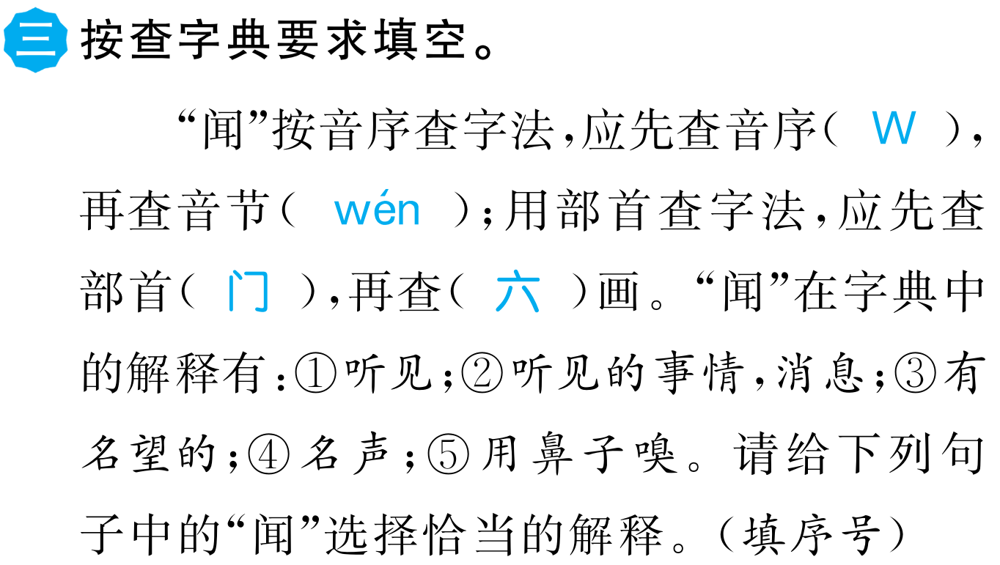 三 按查字典要求填空。
“闻”按音序查字法,应先查音序( W ),
再查音节( wén );用部首查字法,应先查
部首( 门 ),再查( 六 )画。“闻”在字典中
的解释有:①听见;②听见的事情,消息;③有
名望的;④名声;⑤用鼻子嗅。请给下列句
子中的“闻”选择恰当的解释。(填序号)